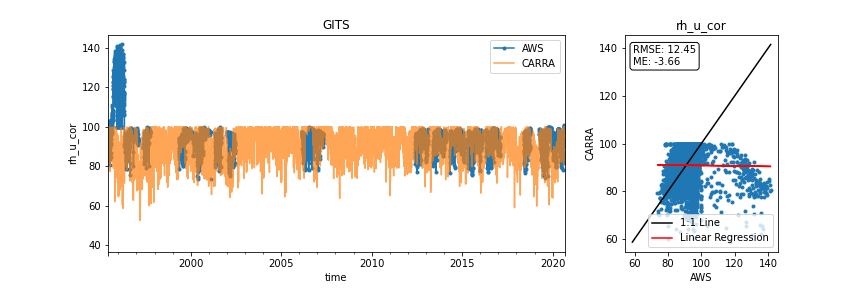 GITS
rh_u_cor
140
120
100
80
60
40
rh_u_cor
2000
2005
2010
2015
2020
time
AWS
CARRA
rh_u_cor
RMSE: 12.45
ME: -3.66
140
120
100
80
60
CARRA
1:1 Line
Linear Regression
60
80
100
120
140
AWS